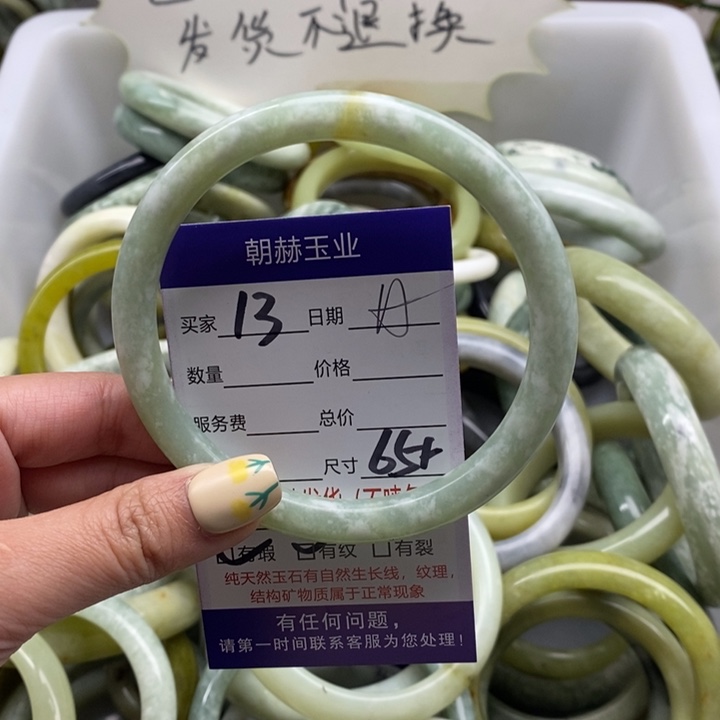 发货不退换
朝赫玉业
买家 13 日期
数量 价格
服务费 总价
尺寸 65+
有瑕 有纹 有裂
纯天然玉石有自然生长线，纹理，
结构矿物质属于正常现象
有任何问题，
请第一时间联系客服为您处理！